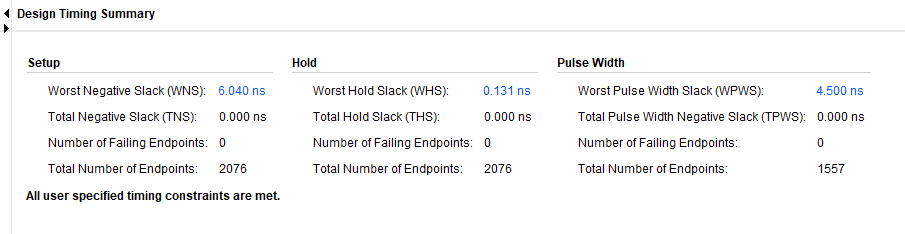 Design Timing Summary
Setup Hold Pulse Width
Worst Negative Slack (WNS): 6.040 ns Worst Hold Slack (WHS): 0.131 ns Worst Pulse Width Slack (WPWS): 4.500 ns
Total Negative Slack (TNS): 0.000 ns Total Hold Slack (THS): 0.000 ns Total Pulse Width Negative Slack (TPWS): 0.000 ns
Number of Failing Endpoints: 0 Number of Failing Endpoints: 0 Number of Failing Endpoints: 0
Total Number of Endpoints: 2076 Total Number of Endpoints: 2076 Total Number of Endpoints: 1557
All user specified timing constraints are met.